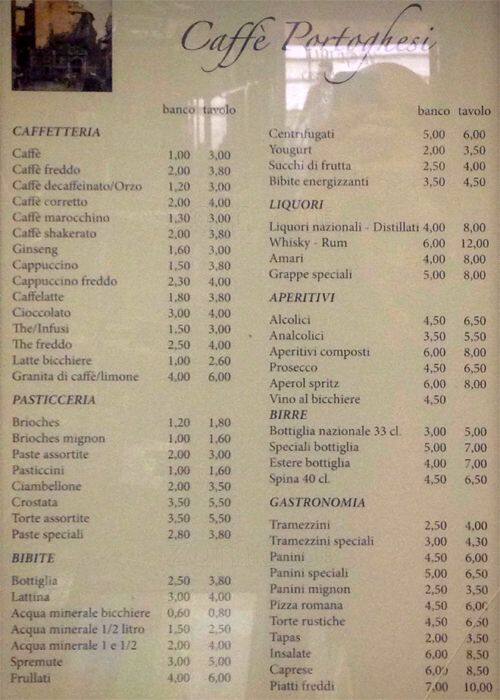 Caffè Portoghesi
banco tavolo
CAFFETTERIA
Caffè 1,00 3,00
Caffè freddo 2,00 3,80
Caffè decaffeinato/Orzo 1,20 3,00
Caffè corretto 2,00 4,00
Caffè marocchino 1,30 3,00
Caffè shakerato 2,00 3,80
Ginseng 1,60 3,00
Cappuccino 1,50 3,80
Cappuccino freddo 2,30 4,00
Caffelatte 1,80 3,80
Cioccolato 3,00 4,00
The/Infusi 1,50 3,00
The freddo 2,50 4,00
Latte bicchiere 1,00 2,60
Granita di caffè/limone 4,00 6,00
PASTICCERIA
Brioches 1,20 1,80
Brioches mignon 1,00 1,60
Paste assortite 2,00 3,00
Pasticcini 1,00 1,60
Ciambellone 2,00 3,50
Crostata 3,50 5,50
Torte assortite 3,50 5,50
Paste speciali 2,80 3,80
BIBITE
Bottiglia 2,50 3,80
Lattina 3,00 4,00
Acqua minerale bicchiere 0,60 0,80
Acqua minerale 1/2 litro 1,50 2,50
Acqua minerale 1 e 1/2 2,00 4,00
Spremute 3,00 5,00
Frullati 4,00 6,00
banco tavolo
Centrifugati 5,00 6,00
Yougurt 2,00 3,50
Succhi di frutta 2,50 4,00
Bibite energizzanti 3,50 4,50
LIQUORI
Liquori nazionali - Distillati 4,00 8,00
Whisky - Rum 6,00 12,00
Amari 4,00 8,00
Grappe speciali 5,00 8,00
APERITIVI
Alcolici 4,50 6,50
Analcolici 3,50 5,50
Aperitivi composti 6,00 8,00
Prosecco 4,50 6,50
Aperol spritz 6,00 8,00
Vino al bicchiere 4,50
BIRRE
Bottiglia nazionale 33 cl. 3,00 5,00
Speciali bottiglia 5,00 7,00
Estere bottiglia 4,00 7,00
Spina 40 cl. 4,50 6,50
GASTRONOMIA
Tramezzini 2,50 4,00
Tramezzini speciali 3,00 4,30
Panini 4,50 6,00
Panini speciali 5,00 6,50
Panini mignon 2,50 3,50
Pizza romana 4,50 6,00
Torte rustiche 4,50 6,50
Tapas 2,00 3,50
Insalate 6,00 8,50
Caprese 6,00 8,50
Piatti freddi 7,00 10,00